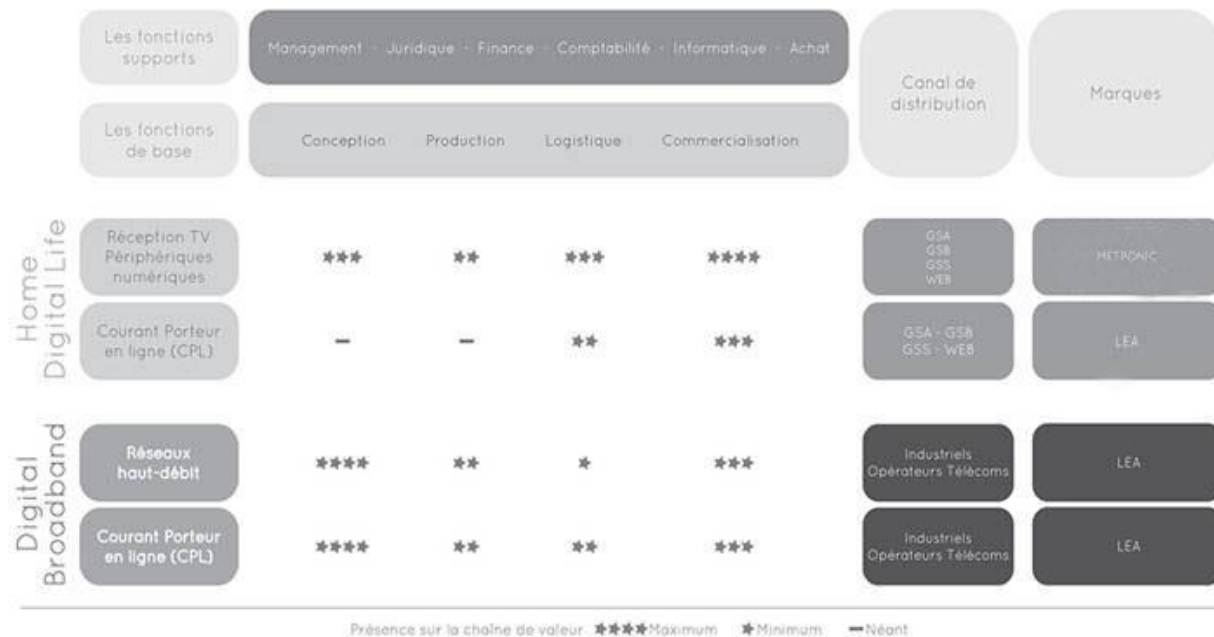 Les fonctions
supports
Management - Juridique - Finance - Comptabilité - Informatique - Achat
Canal de
distribution
Marques
Les fonctions
de base
Conception Production Logistique Commercialisation
Home
Digital Life
Réception TV
Périphériques
numériques
GSA
GSB
GSS
WEB
METRONIC
Courant Porteur
en ligne (CPL)
GSA - GSB
GSS - WEB
LEA
Digital
Broadband
Réseaux
haut-débit
Industriels
Opérateurs Télécoms
LEA
Courant Porteur
en ligne (CPL)
Industriels
Opérateurs Télécoms
LEA
Présence sur la chaîne de valeur Maximum Minimum Néant